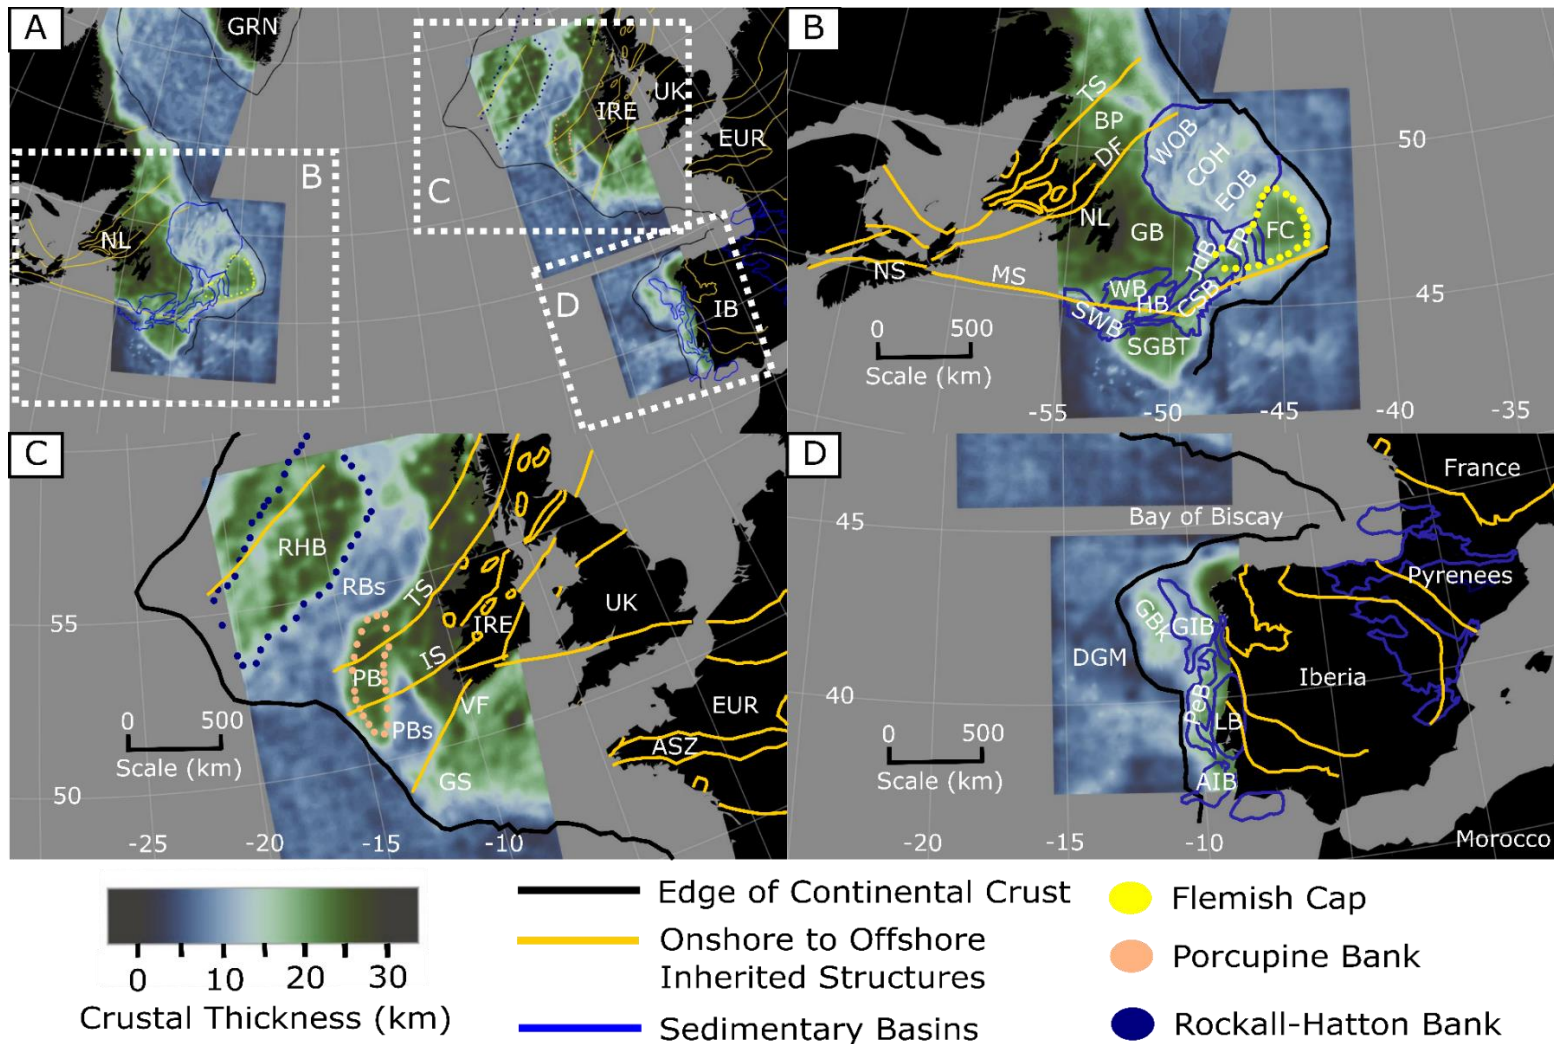 A
GRN
IRE
UK
EUR
NL
B
C
D
IB
B
TS
BP
DF
WOB
COH
EOB
50
NL
GB
FC
JdB
FP
NS
MS
WB
HB
CSB
45
SWB
SGBT
0 500
Scale (km)
-55
-50
-45
-40
-35
C
RHB
RBs
TS
UK
IRE
55
IS
PB
VF
PBs
EUR
ASZ
GS
0 500
Scale (km)
50
-25
-20
-15
-10
D
France
45
Bay of Biscay
Pyrenees
GBk
GIB
DGM
Iberia
40
PeB
LB
0 500
Scale (km)
AIB
-20
-15
-10
Morocco
0 10 20 30
Crustal Thickness (km)
Edge of Continental Crust
Onshore to Offshore
Inherited Structures
Sedimentary Basins
Flemish Cap
Porcupine Bank
Rockall-Hatton Bank